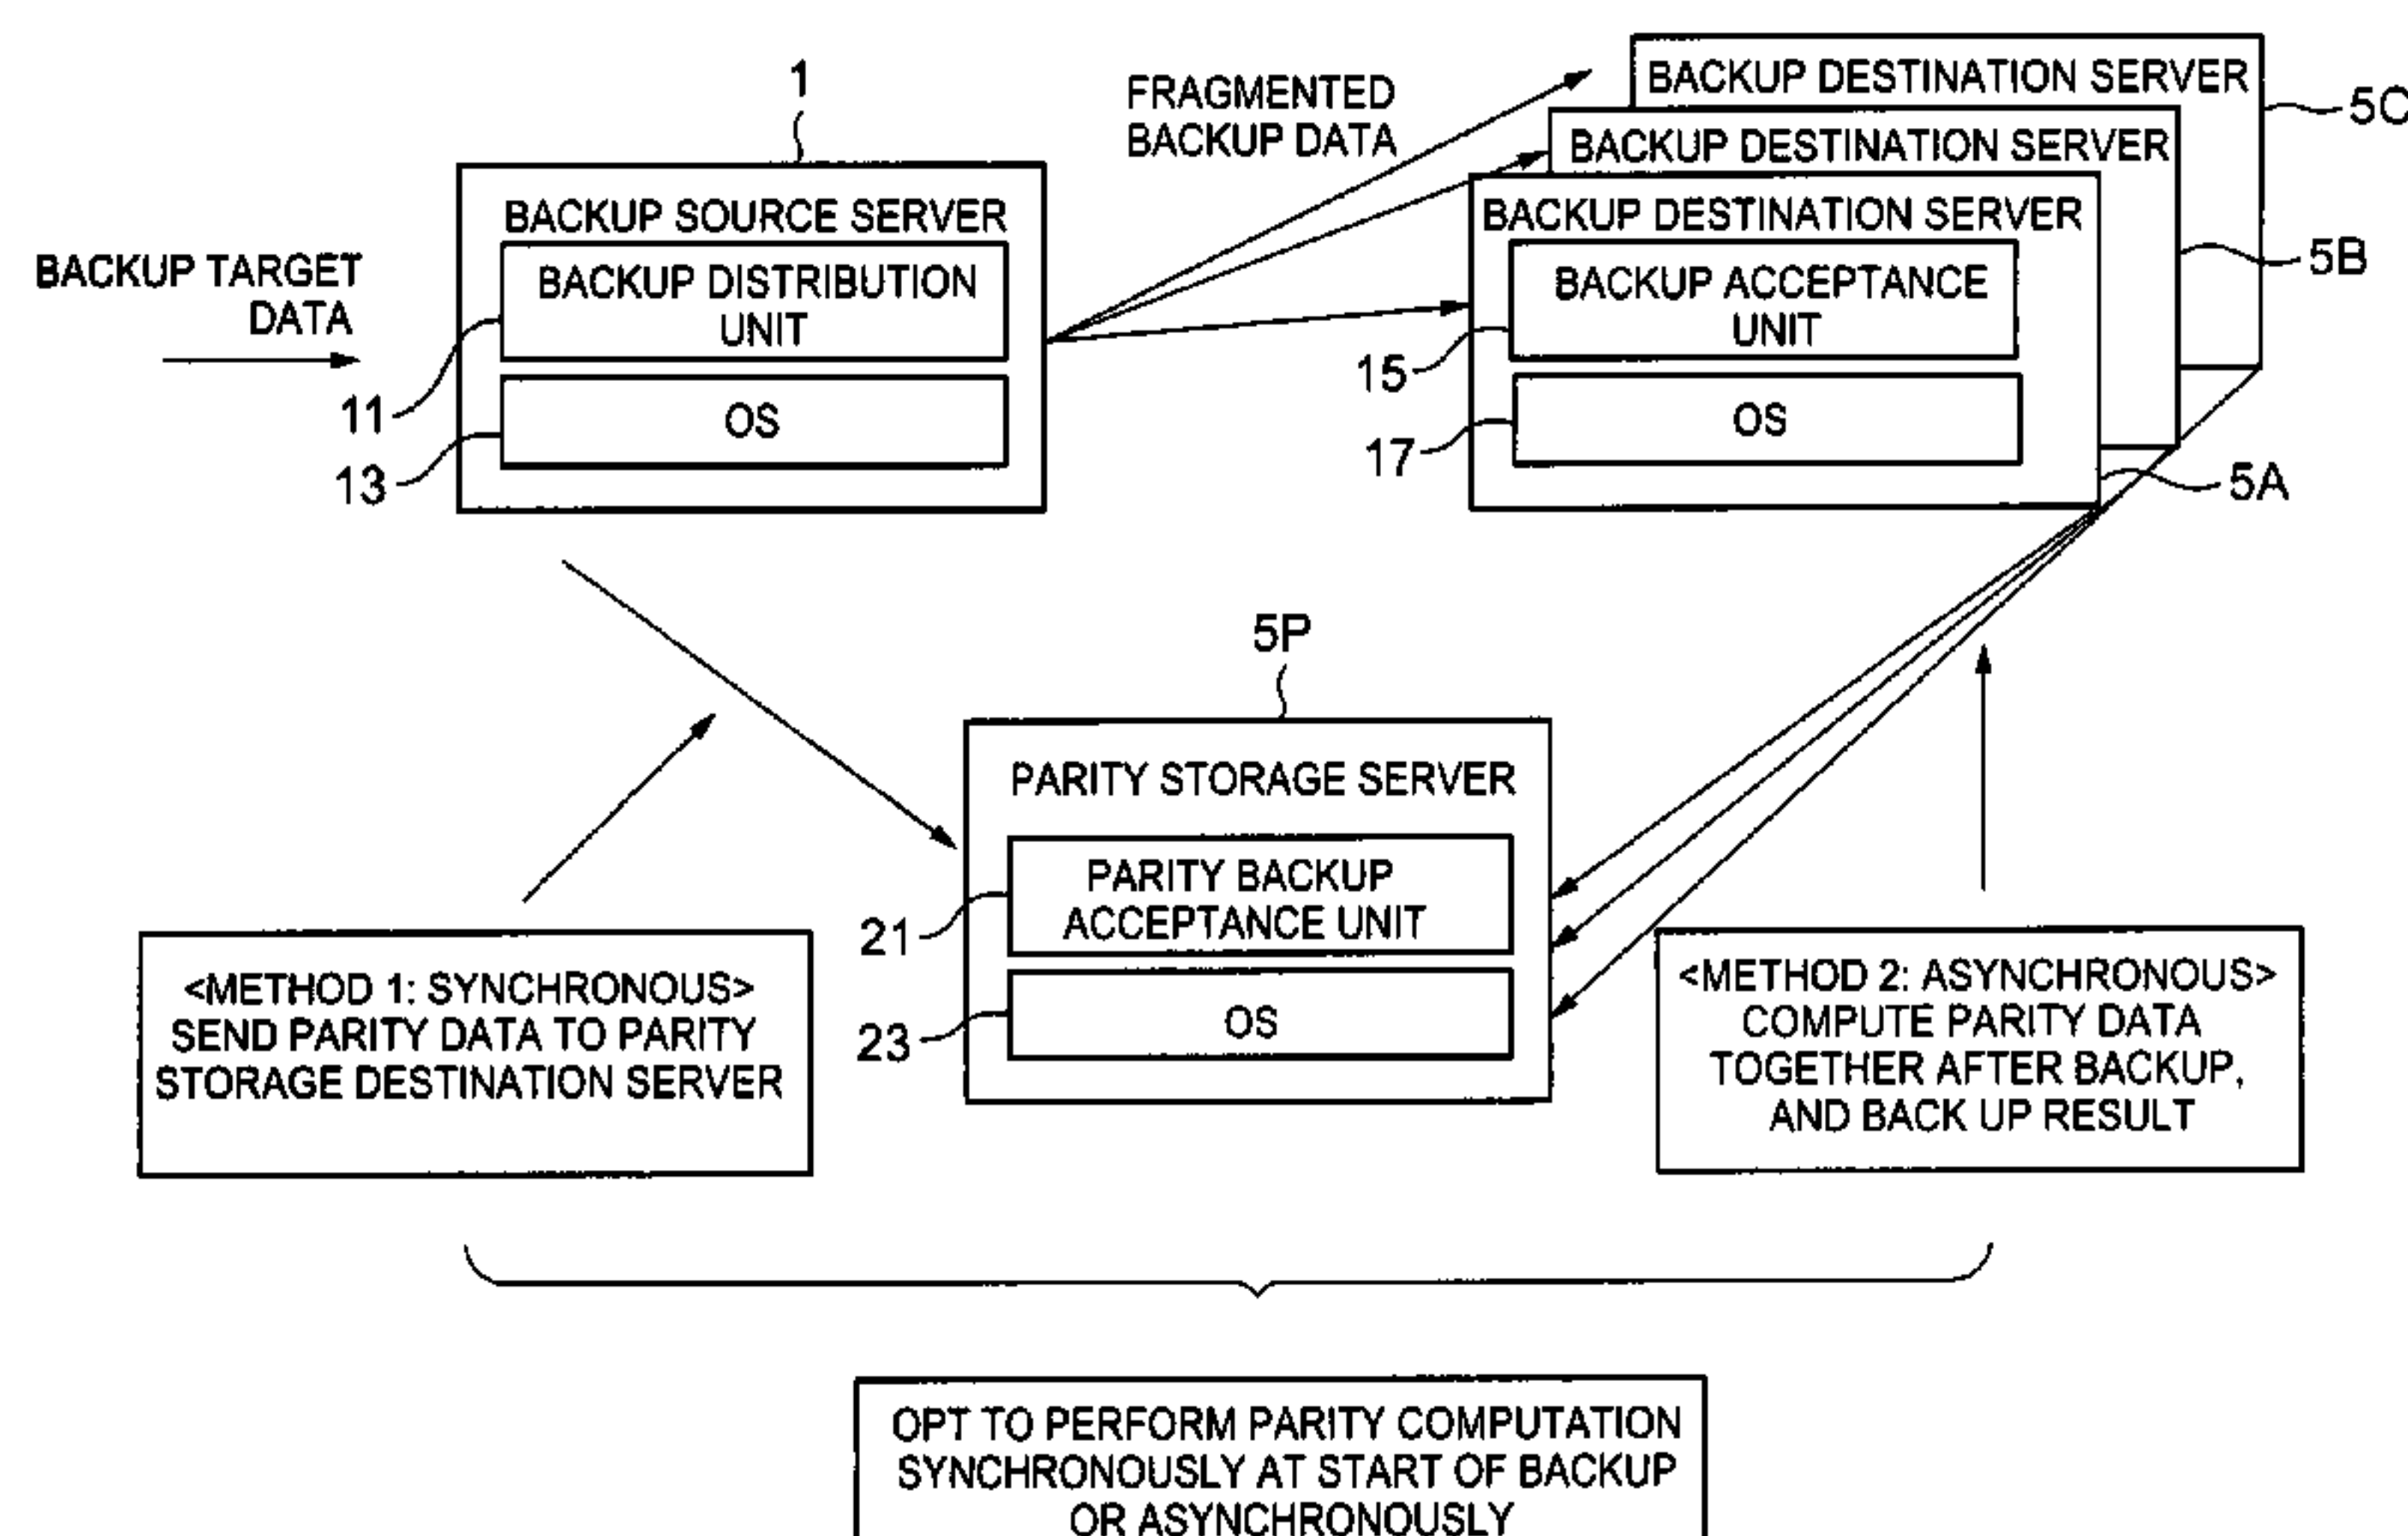 1
FRAGMENTED
BACKUP DATA
BACKUP DESTINATION SERVER
5C
BACKUP DESTINATION SERVER
5B
BACKUP SOURCE SERVER
BACKUP DESTINATION SERVER
BACKUP TARGET
DATA
BACKUP DISTRIBUTION
UNIT
BACKUP ACCEPTANCE
UNIT
11
15
OS
OS
13
17
5A
5P
PARITY STORAGE SERVER
PARITY BACKUP
ACCEPTANCE UNIT
21
OS
23
<METHOD 1: SYNCHRONOUS>
SEND PARITY DATA TO PARITY
STORAGE DESTINATION SERVER
<METHOD 2: ASYNCHRONOUS>
COMPUTE PARITY DATA
TOGETHER AFTER BACKUP,
AND BACK UP RESULT
OPT TO PERFORM PARITY COMPUTATION
SYNCHRONOUSLY AT START OF BACKUP
OR ASYNCHRONOUSLY